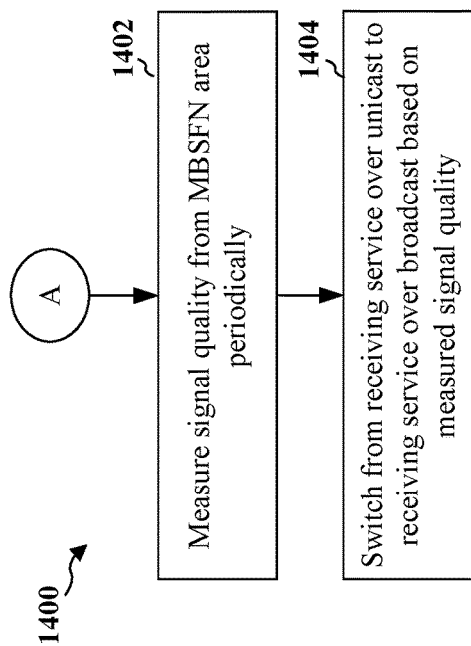 1400
A
1402
Measure signal quality from MBSFN area
periodically
1404
Switch from receiving service over unicast to
receiving service over broadcast based on
measured signal quality